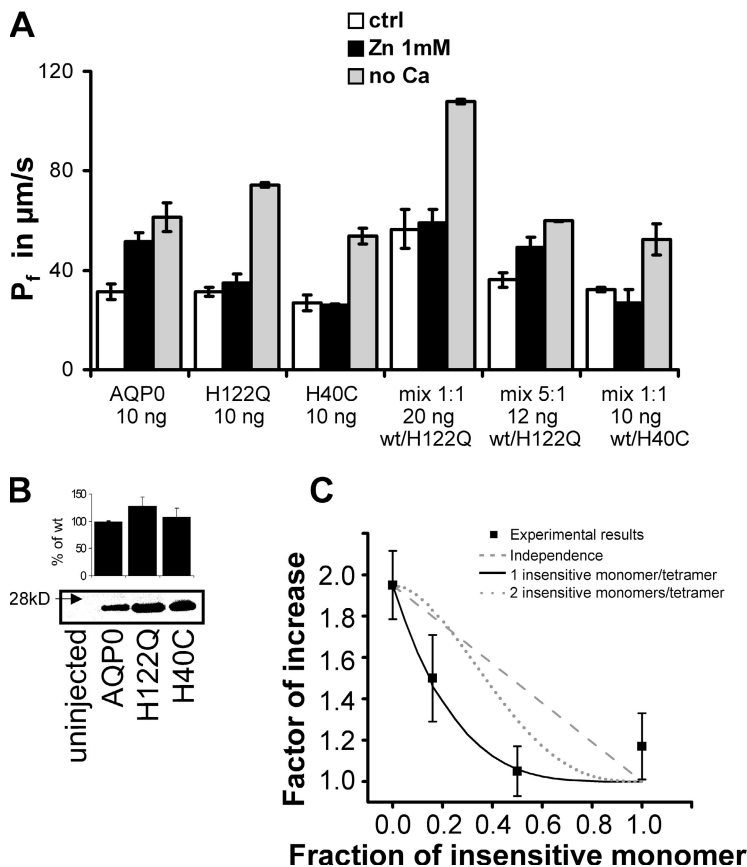 A
ctrl
Zn 1mM
no Ca
Pf in µm/s
120
80
40
0
AQP0 H122Q H40C mix 1:1 mix 5:1 mix 1:1
10 ng 10 ng 10 ng 20 ng 12 ng 10 ng
wt/H122Q wt/H122Q wt/H40C
B
% of wt
150
100
50
0
28kD
uninjected
AQP0
H122Q
H40C
C
Factor of increase
2.0
1.8
1.6
1.4
1.2
1.0
Experimental results
Independence
1 insensitive monomer/tetramer
2 insensitive monomers/tetramer
0.0 0.2 0.4 0.6 0.8 1.0
Fraction of insensitive monomer